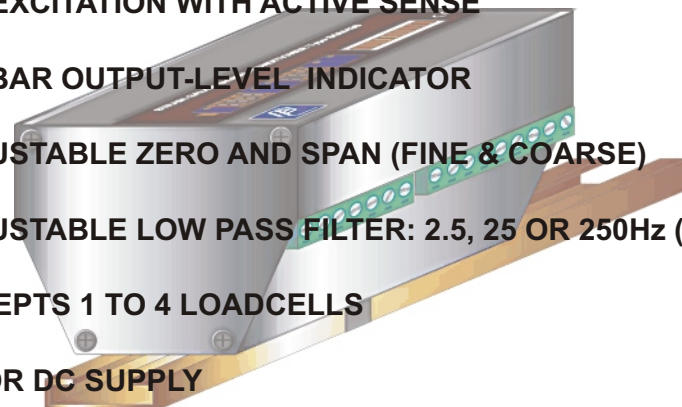 EXCITATION WITH ACTIVE SENSE
BAR OUTPUT-LEVEL INDICATOR
USTABLE ZERO AND SPAN (FINE & COARSE)
USTABLE LOW PASS FILTER: 2.5, 25 OR 250Hz (
EPTS 1 TO 4 LOADCELLS
OR DC SUPPLY